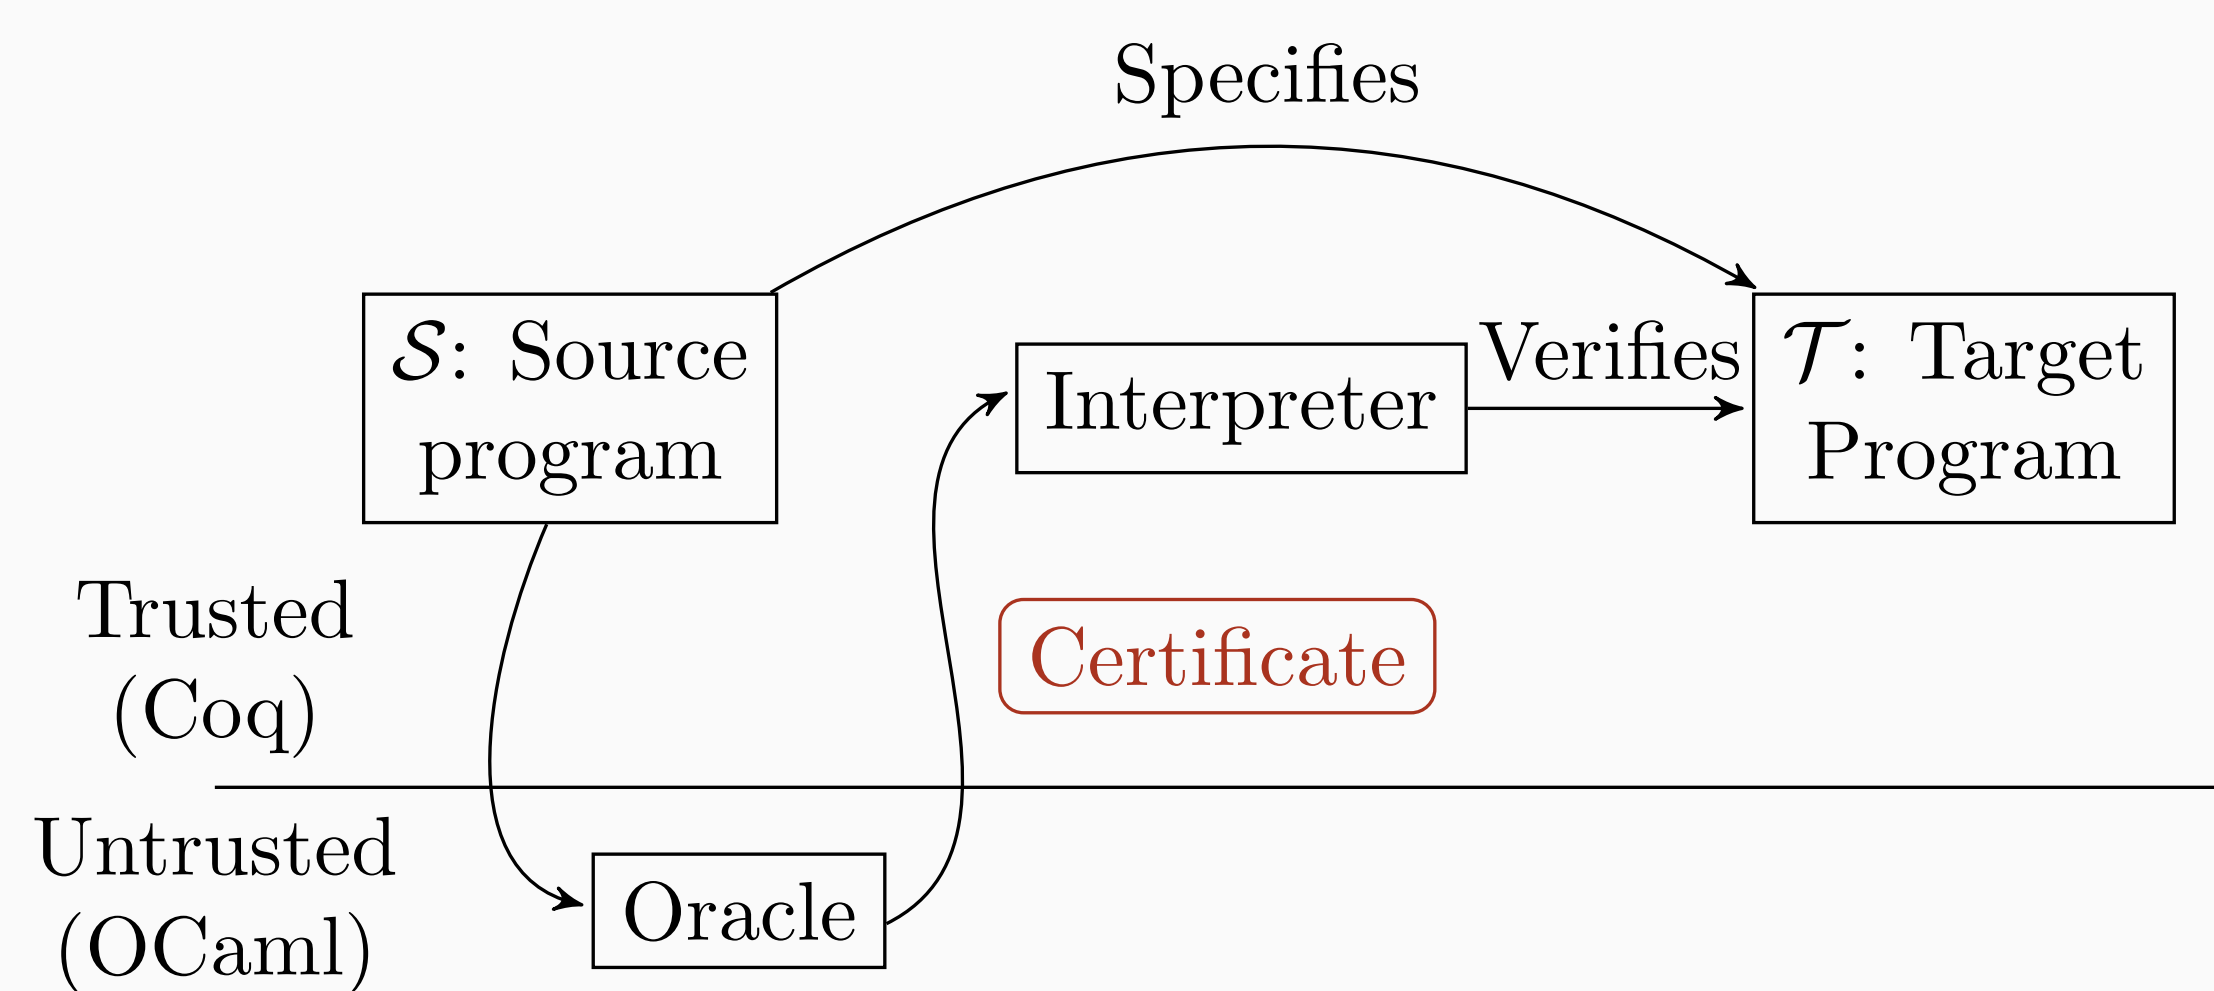 Specifies
𝒮: Source
program
Interpreter
Verifies
𝒯: Target
Program
Trusted
(Coq)
Certificate
Untrusted
(OCaml)
Oracle